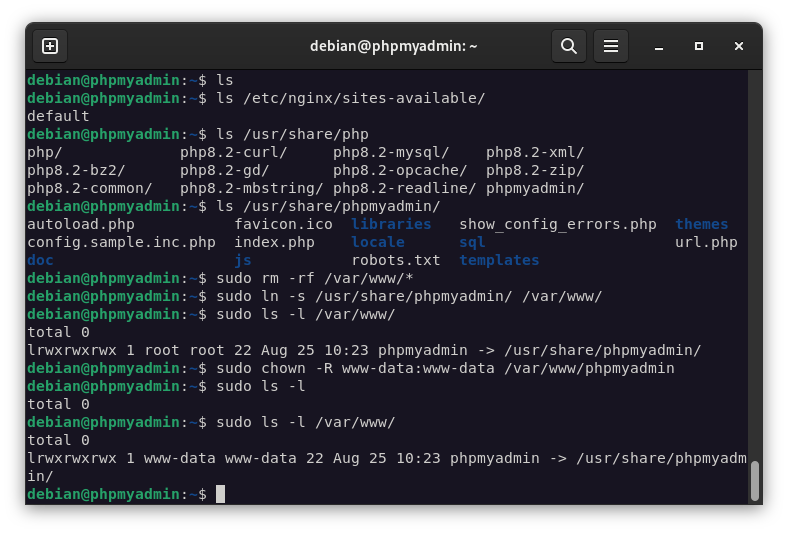 debian@phpmyadmin: ~
debian@phpmyadmin:~$ ls
debian@phpmyadmin:~$ ls /etc/nginx/sites-available/
default
debian@phpmyadmin:~$ ls /usr/share/php
php/             php8.2-curl/     php8.2-mysql/    php8.2-xml/
php8.2-bz2/      php8.2-gd/       php8.2-opcache/  php8.2-zip/
php8.2-common/   php8.2-mbstring/ php8.2-readline/ phpmyadmin/
debian@phpmyadmin:~$ ls /usr/share/phpmyadmin/
autoload.php           favicon.ico  libraries   show_config_errors.php  themes
config.sample.inc.php  index.php    locale      sql                     url.php
doc                    js           robots.txt  templates
debian@phpmyadmin:~$ sudo rm -rf /var/www/*
debian@phpmyadmin:~$ sudo ln -s /usr/share/phpmyadmin/ /var/www/
debian@phpmyadmin:~$ sudo ls -l /var/www/
total 0
lrwxrwxrwx 1 root root 22 Aug 25 10:23 phpmyadmin -> /usr/share/phpmyadmin/
debian@phpmyadmin:~$ sudo chown -R www-data:www-data /var/www/phpmyadmin
debian@phpmyadmin:~$ sudo ls -l
total 0
debian@phpmyadmin:~$ sudo ls -l /var/www/
total 0
lrwxrwxrwx 1 www-data www-data 22 Aug 25 10:23 phpmyadmin -> /usr/share/phpmyadm
in/
debian@phpmyadmin:~$